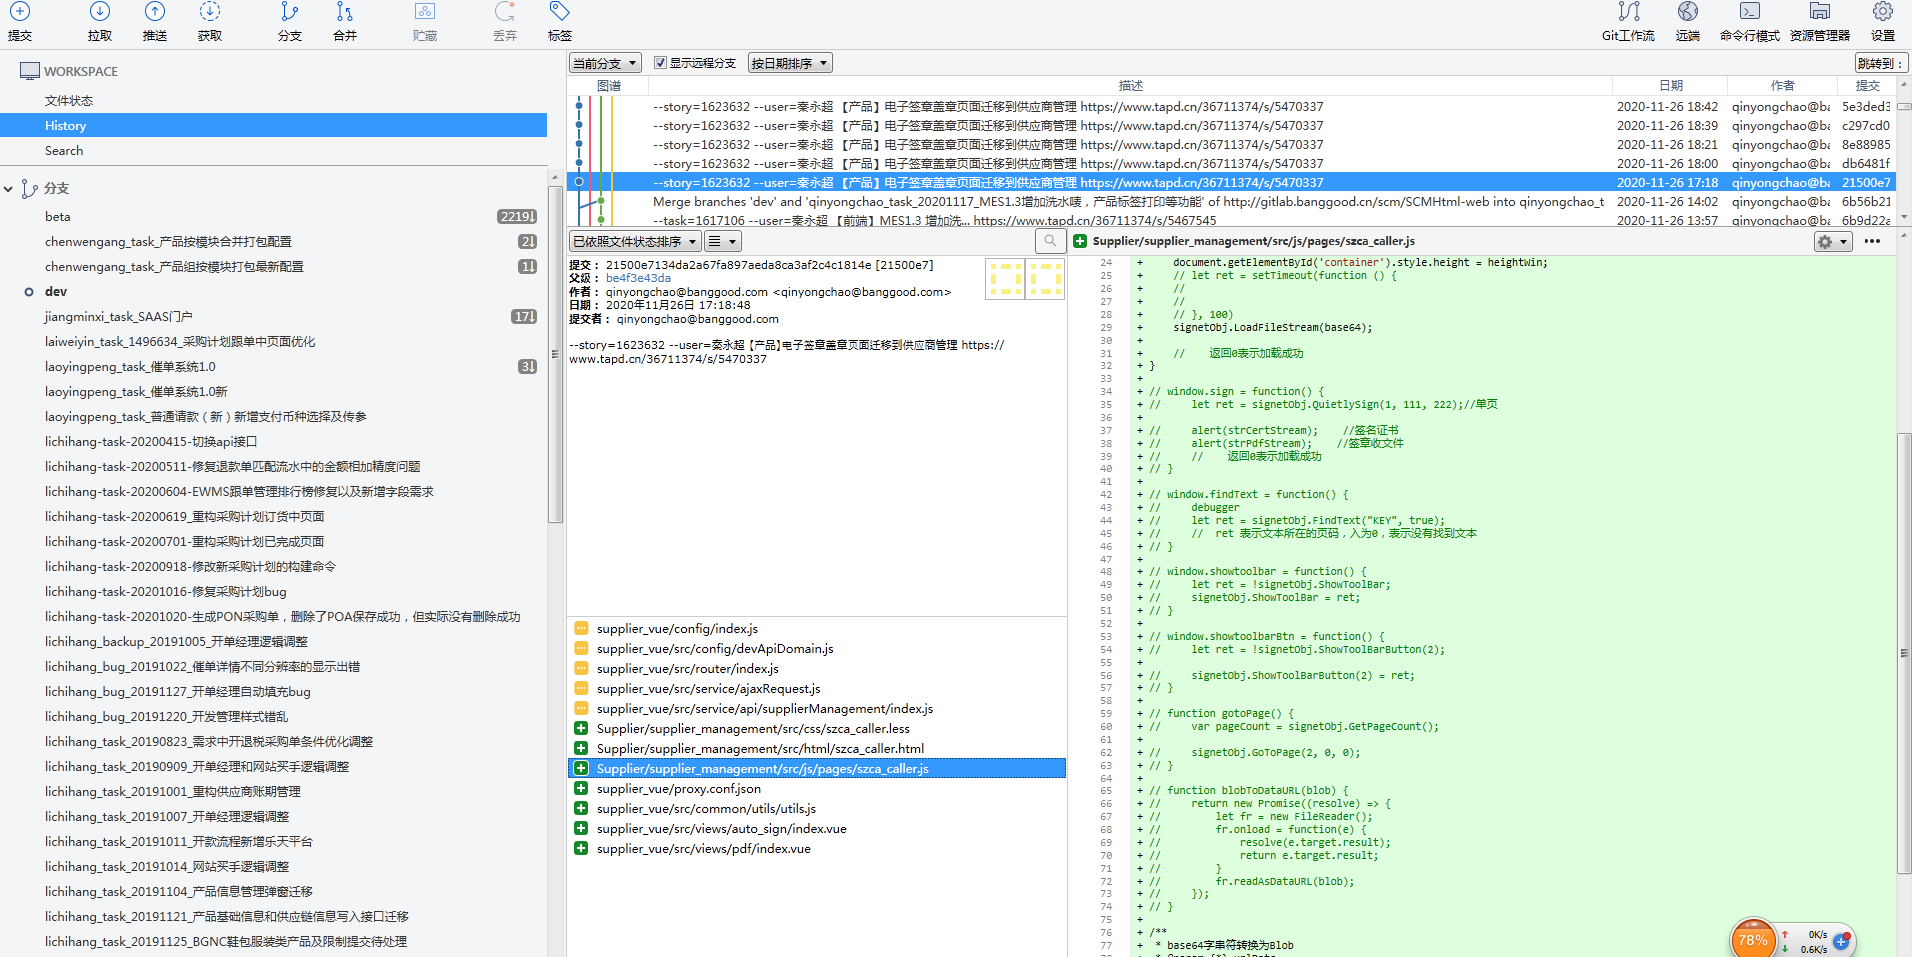 提交
拉取
推送
获取
分支
合并
贮藏
丢弃
标签
Git工作流
远端
命令行模式
资源管理器
设置
WORKSPACE
文件状态
History
Search
分支
beta 2219↓
chenwengang_task_产品按模块合并打包配置 2↓
chenwengang_task_产品组按模块打包最新配置 1↓
dev
jiangminxi_task_SAAS门户 17↓
laiweiyin_task_1496634_采购计划跟单中页面优化
laoyingpeng_task_催单系统1.0 3↓
laoyingpeng_task_催单系统1.0新
laoyingpeng_task_普通请款（新）新增支付币种选择及传参
lichihang-task-20200415-切换api接口
lichihang-task-20200511-修复退款单匹配流水中的金额相加精度问题
lichihang-task-20200604-EWMS跟单管理排行榜修复以及新增字段需求
lichihang-task-20200619_重构采购计划订货中页面
lichihang-task-20200701-重构采购计划已完成页面
lichihang-task-20200918-修改新采购计划的构建命令
lichihang-task-20201016-修复采购计划bug
lichihang-task-20201020-生成PON采购单，删除了POA保存成功，但实际没有删除成功
lichihang_backup_20191005_开单经理逻辑调整
lichihang_bug_20191022_催单详情不同分辨率的显示出错
lichihang_bug_20191127_开单经理自动填充bug
lichihang_bug_20191220_开发管理样式错乱
lichihang_task_20190823_需求中开退税采购单条件优化调整
lichihang_task_20190909_开单经理和网站买手逻辑调整
lichihang_task_20191001_重构供应商账期管理
lichihang_task_20191007_开单经理逻辑调整
lichihang_task_20191011_开款流程新增乐天平台
lichihang_task_20191014_网站买手逻辑调整
lichihang_task_20191104_产品信息管理弹窗迁移
lichihang_task_20191121_产品基础信息和供应链信息写入接口迁移
lichihang_task_20191125_BGNC鞋包服装类产品及限制提交待处理
当前分支 显示远程分支 按日期排序 跳转到：
图谱 描述 日期 作者 提交
--story=1623632 --user=秦永超 【产品】电子签章盖章页面迁移到供应商管理 https://www.tapd.cn/36711374/s/5470337 2020-11-26 18:42 qinyongchao@ba 5e3ded3
--story=1623632 --user=秦永超 【产品】电子签章盖章页面迁移到供应商管理 https://www.tapd.cn/36711374/s/5470337 2020-11-26 18:39 qinyongchao@ba c297cd0
--story=1623632 --user=秦永超 【产品】电子签章盖章页面迁移到供应商管理 https://www.tapd.cn/36711374/s/5470337 2020-11-26 18:21 qinyongchao@ba 8e88985
--story=1623632 --user=秦永超 【产品】电子签章盖章页面迁移到供应商管理 https://www.tapd.cn/36711374/s/5470337 2020-11-26 18:00 qinyongchao@ba db6481f
--story=1623632 --user=秦永超 【产品】电子签章盖章页面迁移到供应商管理 https://www.tapd.cn/36711374/s/5470337 2020-11-26 17:18 qinyongchao@ba 21500e7
Merge branches 'dev' and 'qinyongchao_task_20201117_MES1.3增加洗水唛，产品标签打印等功能' of http://gitlab.banggood.cn/scm/SCMHtml-web into qinyongchao_t 2020-11-26 14:02 qinyongchao@ba 6b56b21
--task=1617106 --user=秦永超 【前端】MES1.3 增加洗... https://www.tapd.cn/36711374/s/5467545 2020-11-26 13:57 qinyongchao@ba 6b9d22a
已依照文件状态排序
提交： 21500e7134da2a67fa897aeda8ca3af2c4c1814e [21500e7]
父级： be4f3e43da
作者： qinyongchao@banggood.com <qinyongchao@banggood.com>
日期： 2020年11月26日 17:18:48
提交者： qinyongchao@banggood.com
--story=1623632 --user=秦永超 【产品】电子签章盖章页面迁移到供应商管理 https://
www.tapd.cn/36711374/s/5470337
supplier_vue/config/index.js
supplier_vue/src/config/devApiDomain.js
supplier_vue/src/router/index.js
supplier_vue/src/service/ajaxRequest.js
supplier_vue/src/service/api/supplierManagement/index.js
Supplier/supplier_management/src/css/szca_caller.less
Supplier/supplier_management/src/html/szca_caller.html
Supplier/supplier_management/src/js/pages/szca_caller.js
supplier_vue/proxy.conf.json
supplier_vue/src/common/utils/utils.js
supplier_vue/src/views/auto_sign/index.vue
supplier_vue/src/views/pdf/index.vue
Supplier/supplier_management/src/js/pages/szca_caller.js
24 + document.getElementById('container').style.height = heightWin;
25 + // let ret = setTimeout(function () {
26 + //
27 + //
28 + // }, 100)
29 + signetObj.LoadFileStream(base64);
30 +
31 + // 返回0表示加载成功
32 + }
33 +
34 + // window.sign = function() {
35 + // let ret = signetObj.QuietlySign(1, 111, 222);//单页
36 +
37 + // alert(strCertStream); //签名证书
38 + // alert(strPdfStream); //签章收文件
39 + // // 返回0表示加载成功
40 + // }
41 +
42 + // window.findText = function() {
43 + // debugger
44 + // let ret = signetObj.FindText("KEY", true);
45 + // // ret 表示文本所在的页码，入为0，表示没有找到文本
46 + // }
47 +
48 + // window.showtoolbar = function() {
49 + // let ret = !signetObj.ShowToolBar;
50 + // signetObj.ShowToolBar = ret;
51 + // }
52 +
53 + // window.showtoolbarBtn = function() {
54 + // let ret = !signetObj.ShowToolBarButton(2);
55 +
56 + // signetObj.ShowToolBarButton(2) = ret;
57 + // }
58 +
59 + // function gotoPage() {
60 + // var pageCount = signetObj.GetPageCount();
61 +
62 + // signetObj.GoToPage(2, 0, 0);
63 + // }
64 +
65 + // function blobToDataURL(blob) {
66 + // return new Promise((resolve) => {
67 + // let fr = new FileReader();
68 + // fr.onload = function(e) {
69 + // resolve(e.target.result);
70 + // return e.target.result;
71 + // }
72 + // fr.readAsDataURL(blob);
73 + // });
74 + // }
75 +
76 + /**
77 + * base64字串符转换为Blob
78%
0K/s
0.6K/s